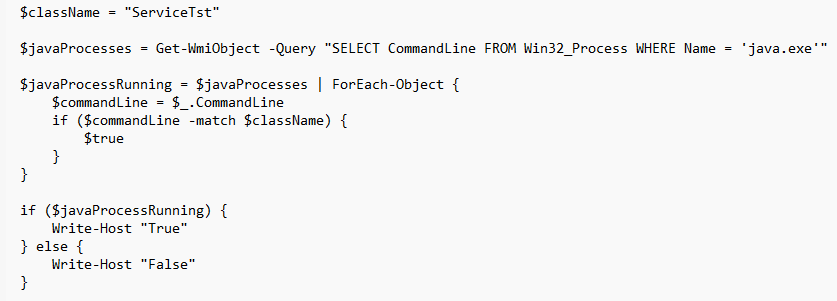 $className = "ServiceTst"
$javaProcesses = Get-WmiObject -Query "SELECT CommandLine FROM Win32_Process WHERE Name = 'java.exe'"
$javaProcessRunning = $javaProcesses | ForEach-Object {
    $commandLine = $_.CommandLine
    if ($commandLine -match $className) {
        $true
    }
}
if ($javaProcessRunning) {
    Write-Host "True"
} else {
    Write-Host "False"
}